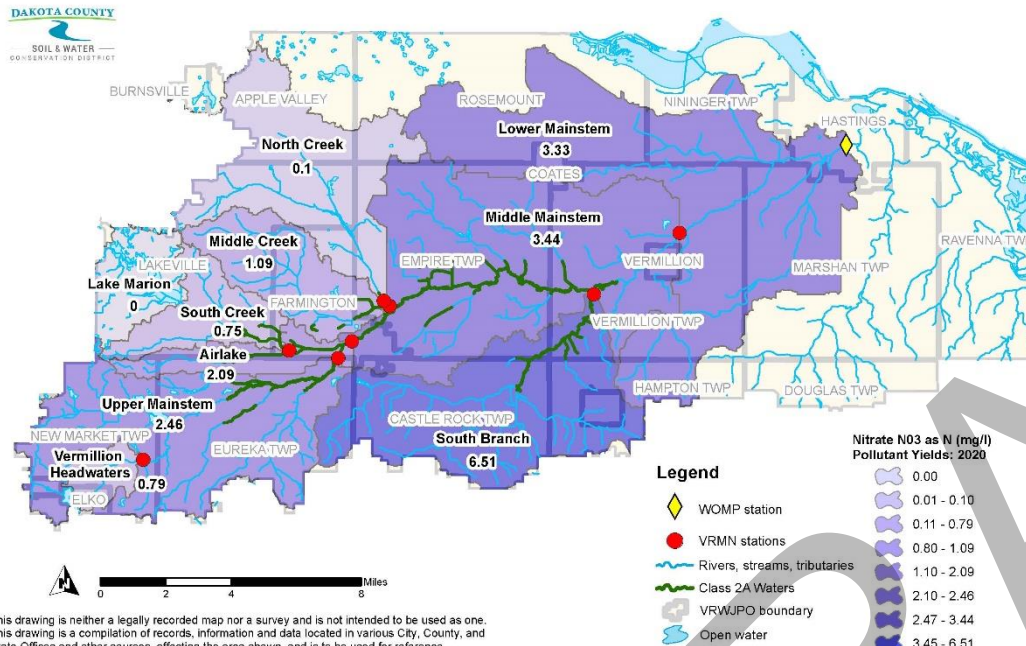 DAKOTA COUNTY
SOIL & WATER
CONSERVATION DISTRICT
BURNSVILLE
APPLE VALLEY
ROSEMOUNT
NININGER TWP
HASTINGS
Lower Mainstem
3.33
North Creek
0.1
COATES
Middle Mainstem
3.44
Middle Creek
1.09
LAKEVILLE
EMPIRE TWP
VERMILLION
RAVENNA TW
MARSHAN TWP
Lake Marion
0
FARMINGTON
South Creek
0.75
VERMILLION TWP
Airlake
2.09
HAMPTON TWP
DOUGLAS TWP
Upper Mainstem
2.46
CASTLE ROCK TWP
NEW MARKET TWP
EUREKA TWP
South Branch
6.51
Vermillion
Headwaters
0.79
ELKO
Legend
WOMP station
VRMN stations
Rivers, streams, tributaries
Class 2A Waters
VRWJPO boundary
Open water
Nitrate N03 as N (mg/l)
Pollutant Yields: 2020
0.00
0.01 - 0.10
0.11 - 0.79
0.80 - 1.09
1.10 - 2.09
2.10 - 2.46
2.47 - 3.44
3.45 - 6.51
N
0 2 4 8 Miles
his drawing is neither a legally recorded map nor a survey and is not intended to be used as one.
his drawing is a compilation of records, information and data located in various City, County, and